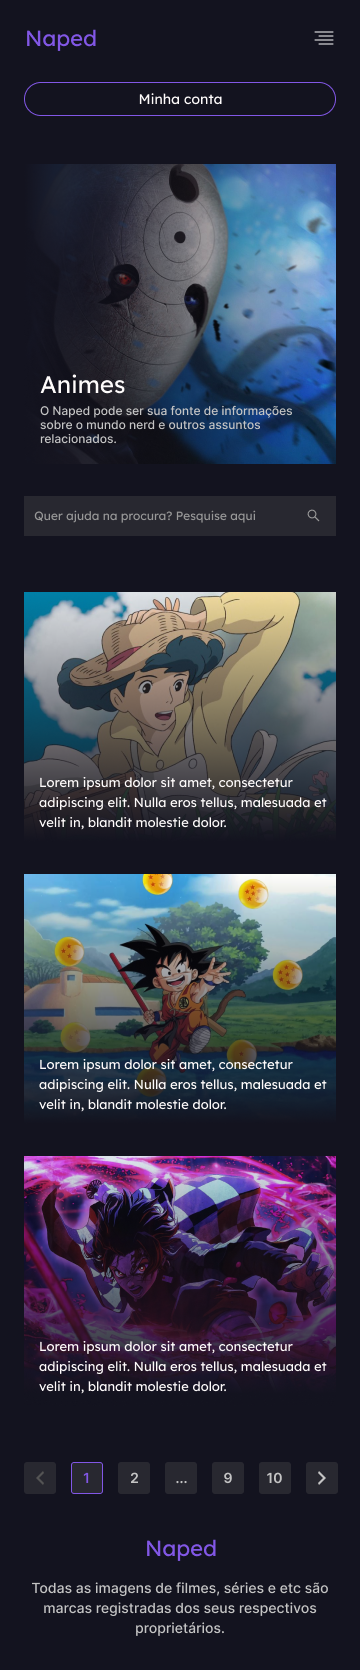 Naped
Minha conta
Animes
O Naped pode ser sua fonte de informações
sobre o mundo nerd e outros assuntos
relacionados.
Quer ajuda na procura? Pesquise aqui
Lorem ipsum dolor sit amet, consectetur
adipiscing elit. Nulla eros tellus, malesuada et
velit in, blandit molestie dolor.
Lorem ipsum dolor sit amet, consectetur
adipiscing elit. Nulla eros tellus, malesuada et
velit in, blandit molestie dolor.
Lorem ipsum dolor sit amet, consectetur
adipiscing elit. Nulla eros tellus, malesuada et
velit in, blandit molestie dolor.
1 2 ... 9 10
Naped
Todas as imagens de filmes, séries e etc são
marcas registradas dos seus respectivos
proprietários.